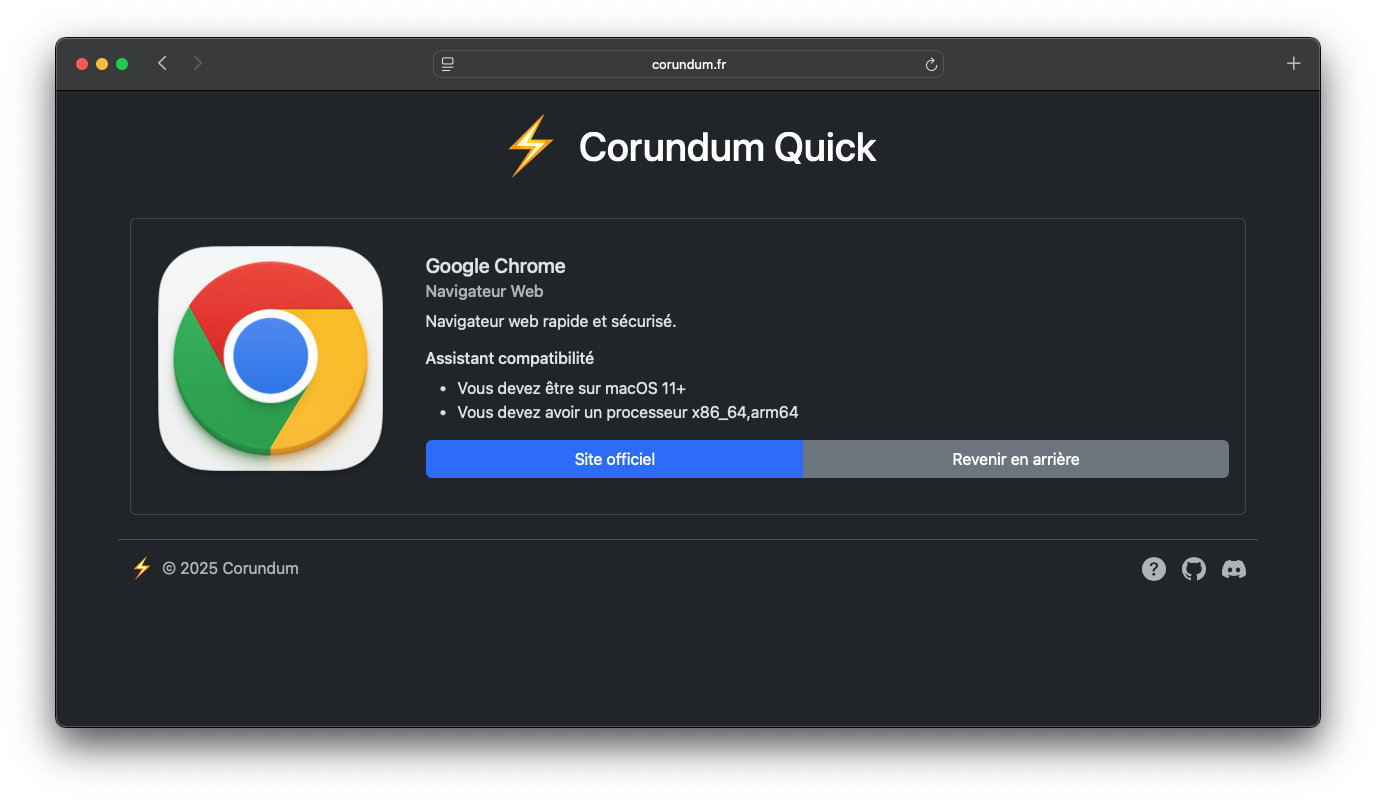 corundum.fr
⚡ Corundum Quick
Google Chrome
Navigateur Web
Navigateur web rapide et sécurisé.
Assistant compatibilité
• Vous devez être sur macOS 11+
• Vous devez avoir un processeur x86_64,arm64
Site officiel
Revenir en arrière
⚡ © 2025 Corundum
?